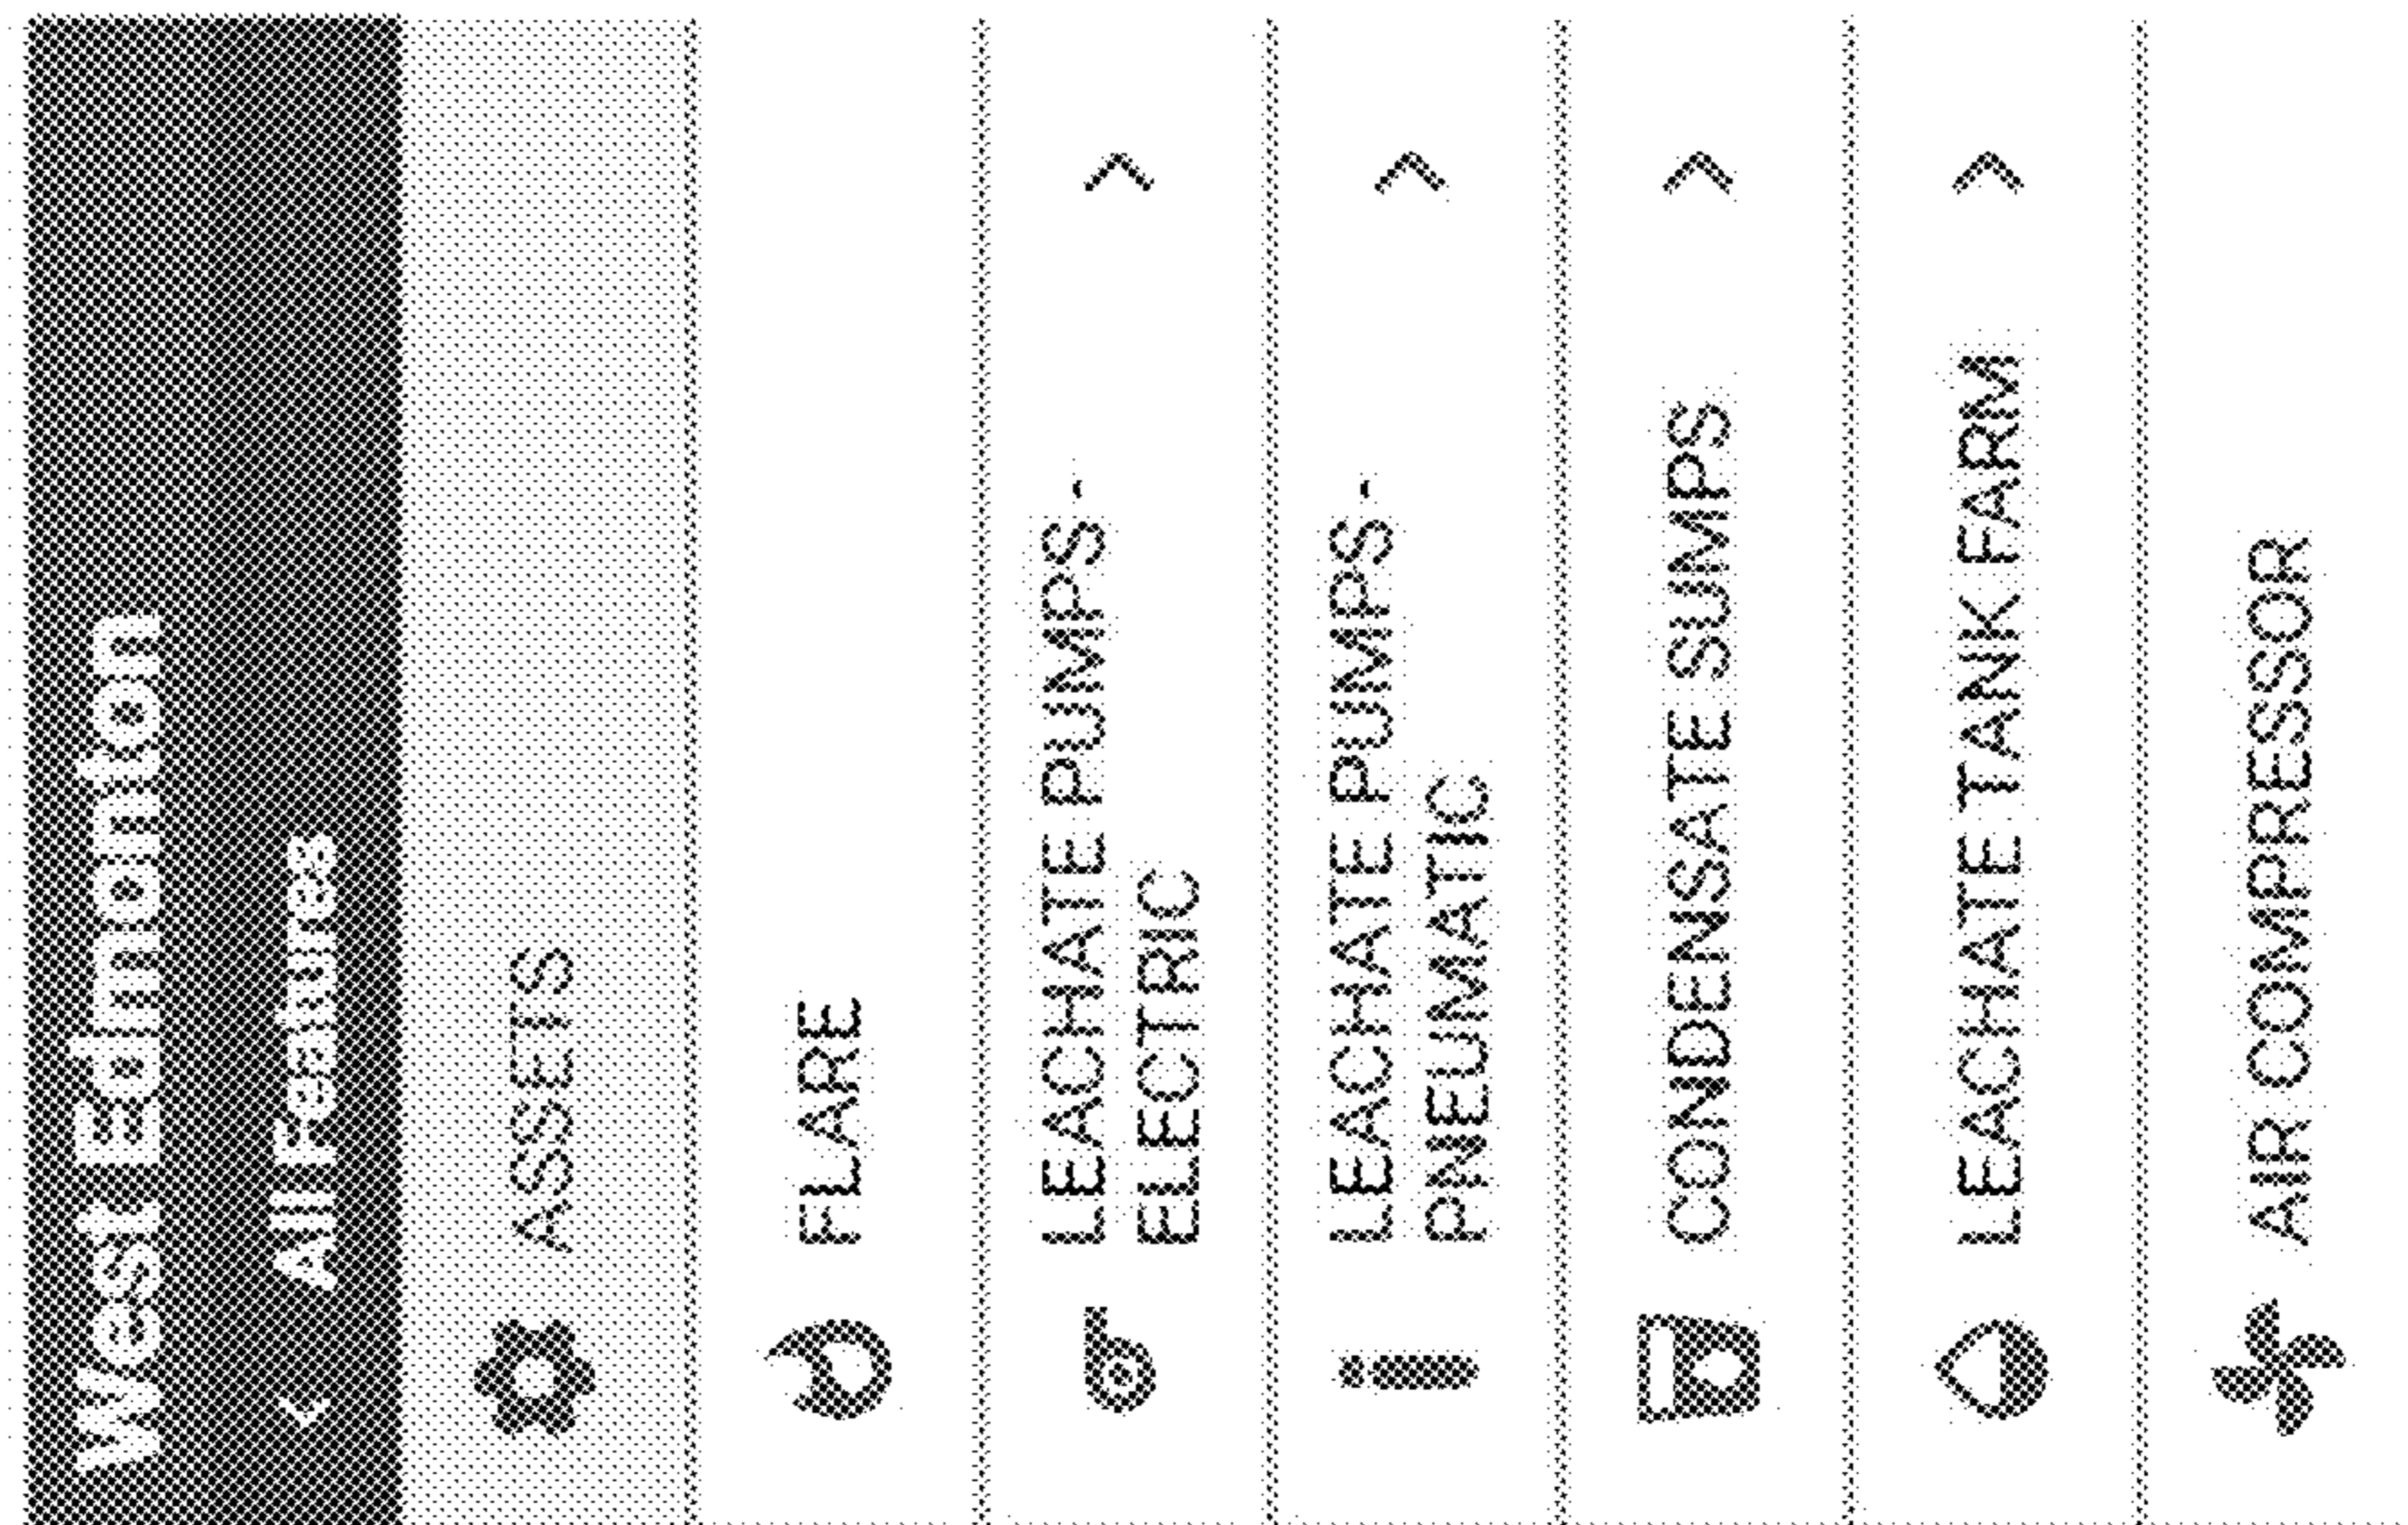 West Edmonton
All Features
ASSETS
FLARE
LEACHATE PUMPS -
ELECTRIC
LEACHATE PUMPS -
PNEUMATIC
CONDENSATE SUMPS
LEACHATE TANK FARM
AIR COMPRESSOR